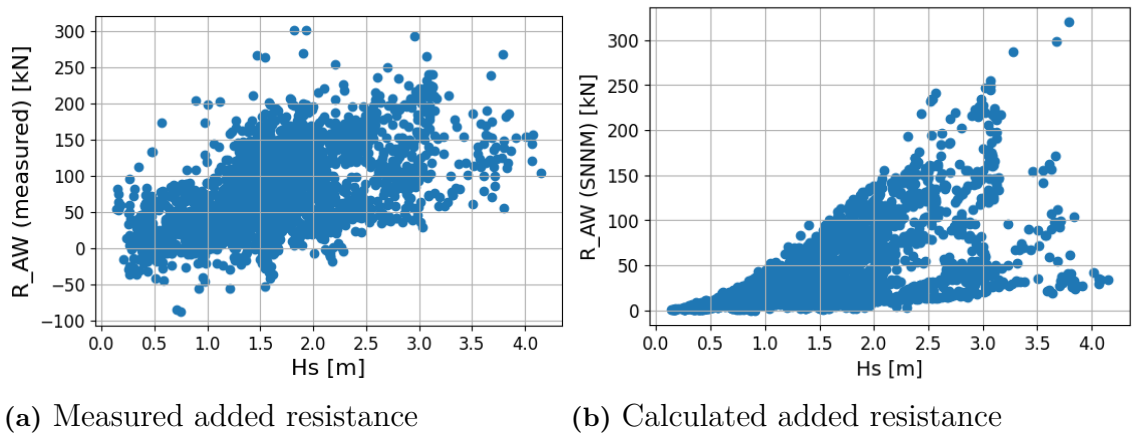 R_AW (measured) [kN]
300
250
200
150
100
50
0
−50
−100
0.0 0.5 1.0 1.5 2.0 2.5 3.0 3.5 4.0
Hs [m]
(a) Measured added resistance
R_AW (SNNM) [kN]
300
250
200
150
100
50
0
0.0 0.5 1.0 1.5 2.0 2.5 3.0 3.5 4.0
Hs [m]
(b) Calculated added resistance